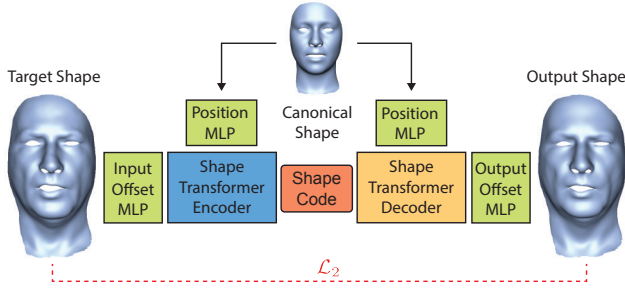 Target Shape
Output Shape
Position
MLP
Canonical
Shape
Position
MLP
Input
Offset
MLP
Shape
Transformer
Encoder
Shape
Code
Shape
Transformer
Decoder
Output
Offset
MLP
ℒ₂